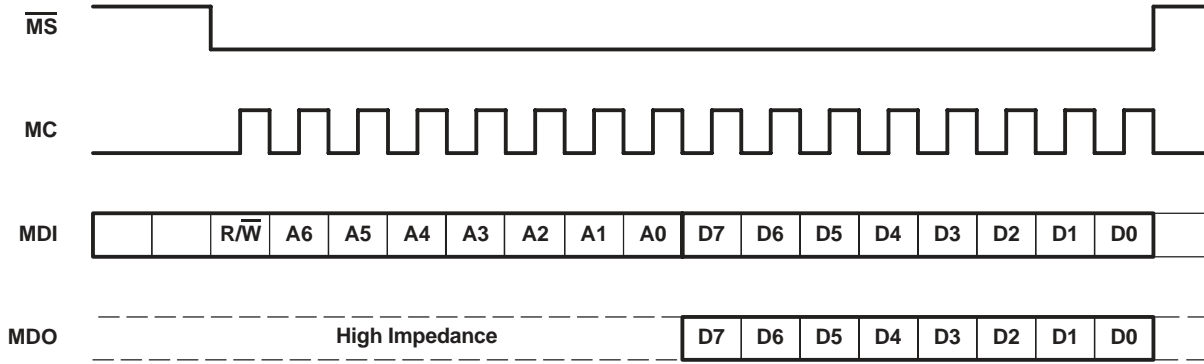 M̅S̅
MC
MDI R/W̅ A6 A5 A4 A3 A2 A1 A0 D7 D6 D5 D4 D3 D2 D1 D0
MDO High Impedance D7 D6 D5 D4 D3 D2 D1 D0